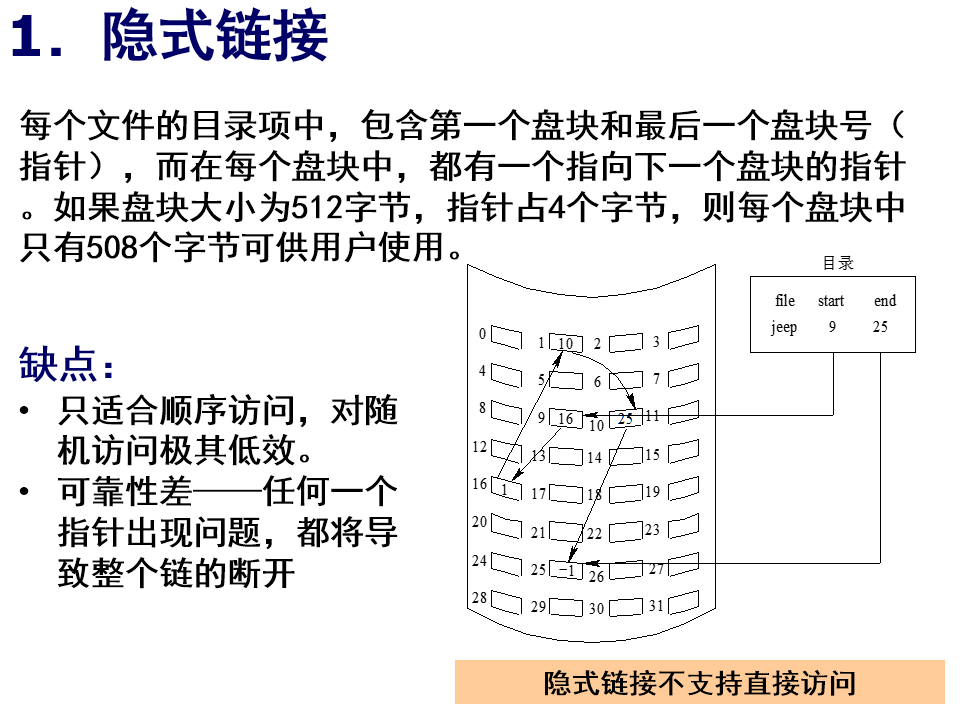 1．隐式链接
每个文件的目录项中，包含第一个盘块和最后一个盘块号（
指针），而在每个盘块中，都有一个指向下一个盘块的指针
。如果盘块大小为512字节，指针占4个字节，则每个盘块中
只有508个字节可供用户使用。
缺点：
• 只适合顺序访问，对随
机访问极其低效。
• 可靠性差——任何一个
指针出现问题，都将导
致整个链的断开
目录
file start end
jeep 9 25
0 1 10 2 3
4 5 6 7
8 9 16 10 25 11
12 13 14 15
16 1 17 18 19
20 21 22 23
24 25 -1 26 27
28 29 30 31
隐式链接不支持直接访问